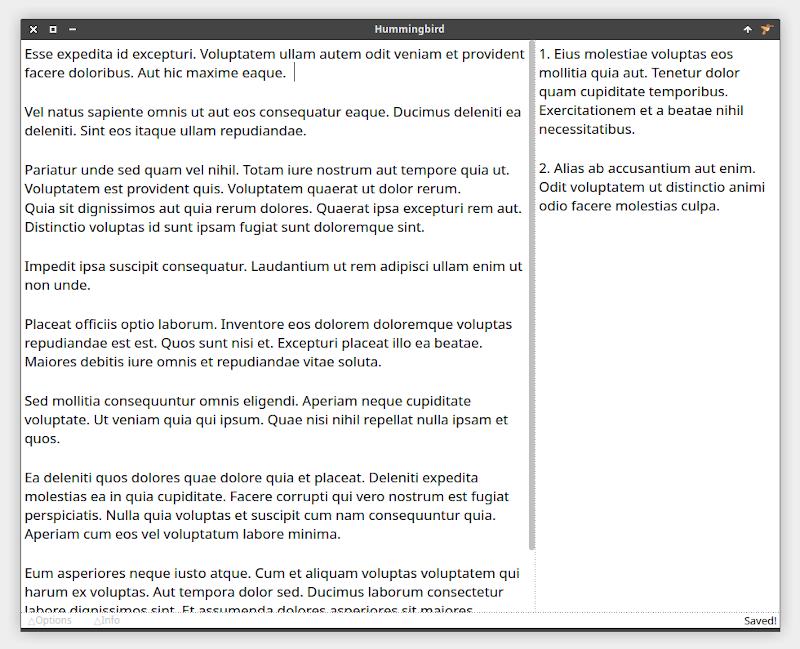 Hummingbird
Esse expedita id excepturi. Voluptatem ullam autem odit veniam et provident
facere doloribus. Aut hic maxime eaque.
Vel natus sapiente omnis ut aut eos consequatur eaque. Ducimus deleniti ea
deleniti. Sint eos itaque ullam repudiandae.
Pariatur unde sed quam vel nihil. Totam iure nostrum aut tempore quia ut.
Voluptatem est provident quis. Voluptatem quaerat ut dolor rerum.
Quia sit dignissimos aut quia rerum dolores. Quaerat ipsa excepturi rem aut.
Distinctio voluptas id sunt ipsam fugiat sunt doloremque sint.
Impedit ipsa suscipit consequatur. Laudantium ut rem adipisci ullam enim ut
non unde.
Placeat officiis optio laborum. Inventore eos dolorem doloremque voluptas
repudiandae est est. Quos sunt nisi et. Excepturi placeat illo ea beatae.
Maiores debitis iure omnis et repudiandae vitae soluta.
Sed mollitia consequuntur omnis eligendi. Aperiam neque cupiditate
voluptate. Ut veniam quia qui ipsum. Quae nisi nihil repellat nulla ipsam et
quos.
Ea deleniti quos dolores quae dolore quia et placeat. Deleniti expedita
molestias ea in quia cupiditate. Facere corrupti qui vero nostrum est fugiat
perspiciatis. Nulla quia voluptas et suscipit cum nam consequuntur quia.
Aperiam cum eos vel voluptatum labore minima.
Eum asperiores neque iusto atque. Cum et aliquam voluptas voluptatem qui
harum ex voluptas. Aut tempora dolor sed. Ducimus laborum consectetur
labore dignissimos sint. Et assumenda dolores asperiores sit maiores.
1. Eius molestiae voluptas eos
mollitia quia aut. Tenetur dolor
quam cupiditate temporibus.
Exercitationem et a beatae nihil
necessitatibus.
2. Alias ab accusantium aut enim.
Odit voluptatem ut distinctio animi
odio facere molestias culpa.
△Options △Info Saved!